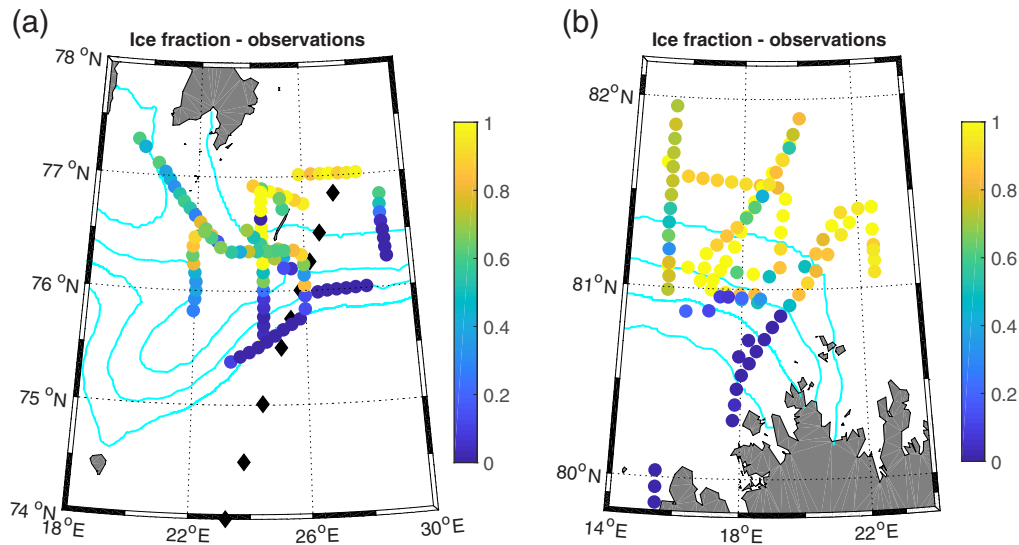 (a)
Ice fraction - observations
78 °N
77 °N
76 °N
75 °N
74 °N
18°E
22°E
26°E
30°E
1
0.8
0.6
0.4
0.2
0
(b)
Ice fraction - observations
82°N
81°N
80°N
14°E
18°E
22°E
1
0.8
0.6
0.4
0.2
0